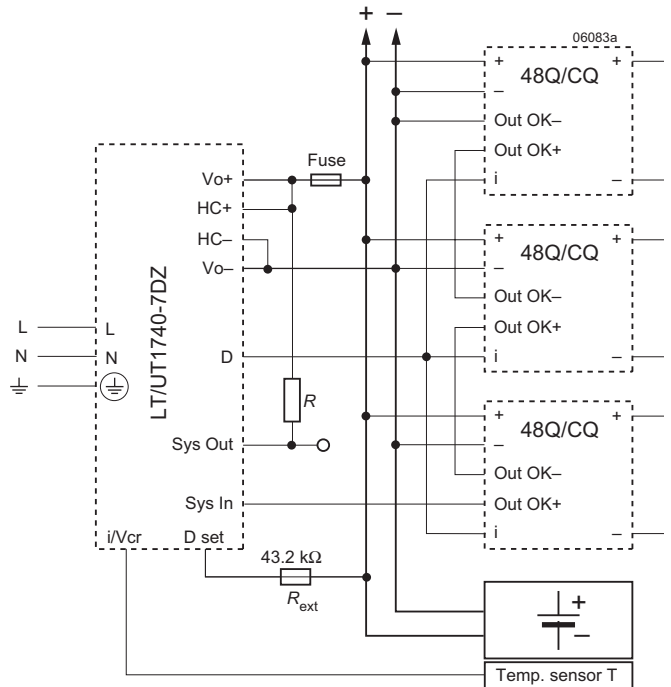 + –
06083a
+ 48Q/CQ +
–
Out OK–
Out OK+
i –
Fuse
Vo+
HC+
HC–
Vo–
+ 48Q/CQ +
–
Out OK–
Out OK+
i –
L L
N N
LT/UT1740-7DZ
D
R
Sys Out
Sys In
i/Vcr D set
+ 48Q/CQ +
–
Out OK–
Out OK+
i –
43.2 kΩ
Rext
+
–
Temp. sensor T